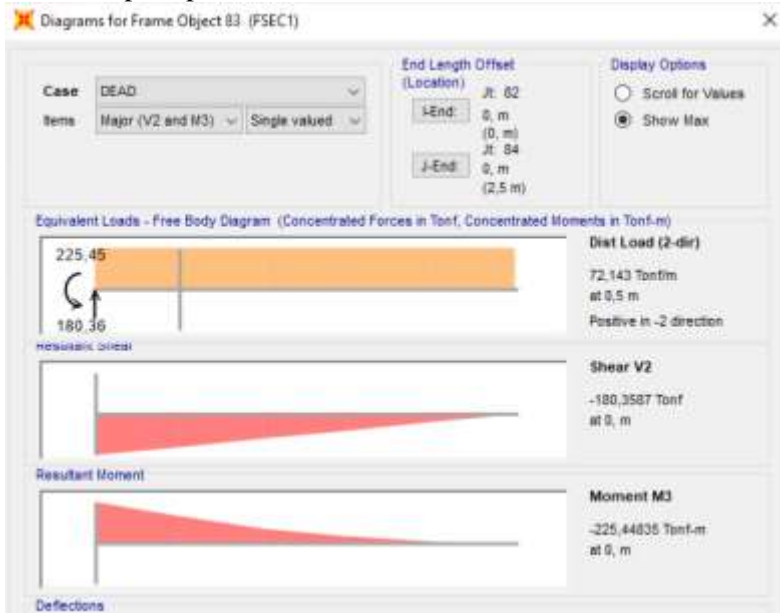 Diagrams for Frame Object 83 (FSEC1)
Case DEAD
Items Major (V2 and M3) Single valued
End Length Offset
(Location)
Jt: 62
I-End: 0, m
(0, m)
Jt: 84
J-End: 0, m
(2,5 m)
Display Options
Scroll for Values
Show Max
Equivalent Loads - Free Body Diagram (Concentrated Forces in Tonf, Concentrated Moments in Tonf-m)
225,45
180,36
Dist Load (2-dir)
72,143 Tonf/m
at 0,5 m
Positive in -2 direction
Resultant Shear
Shear V2
-180,3587 Tonf
at 0, m
Resultant Moment
Moment M3
-225,44835 Tonf-m
at 0, m
Deflections